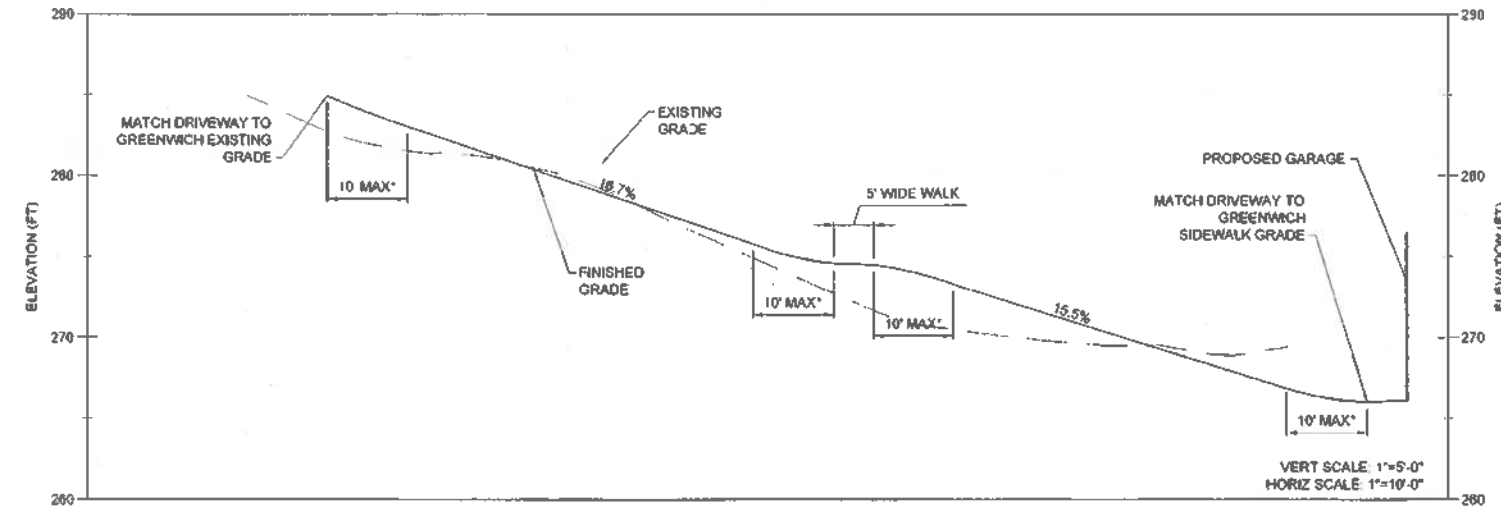 290
290
MATCH DRIVEWAY TO
GREENWICH EXISTING
GRADE
EXISTING
GRADE
PROPOSED GARAGE
280
280
10' MAX*
5' WIDE WALK
MATCH DRIVEWAY TO
GREENWICH
SIDEWALK GRADE
ELEVATION (FT)
ELEVATION (FT)
FINISHED
GRADE
10' MAX*
10' MAX*
15.5%
270
270
10' MAX*
VERT SCALE: 1"=5'-0"
HORIZ SCALE: 1"=10'-0"
260
260